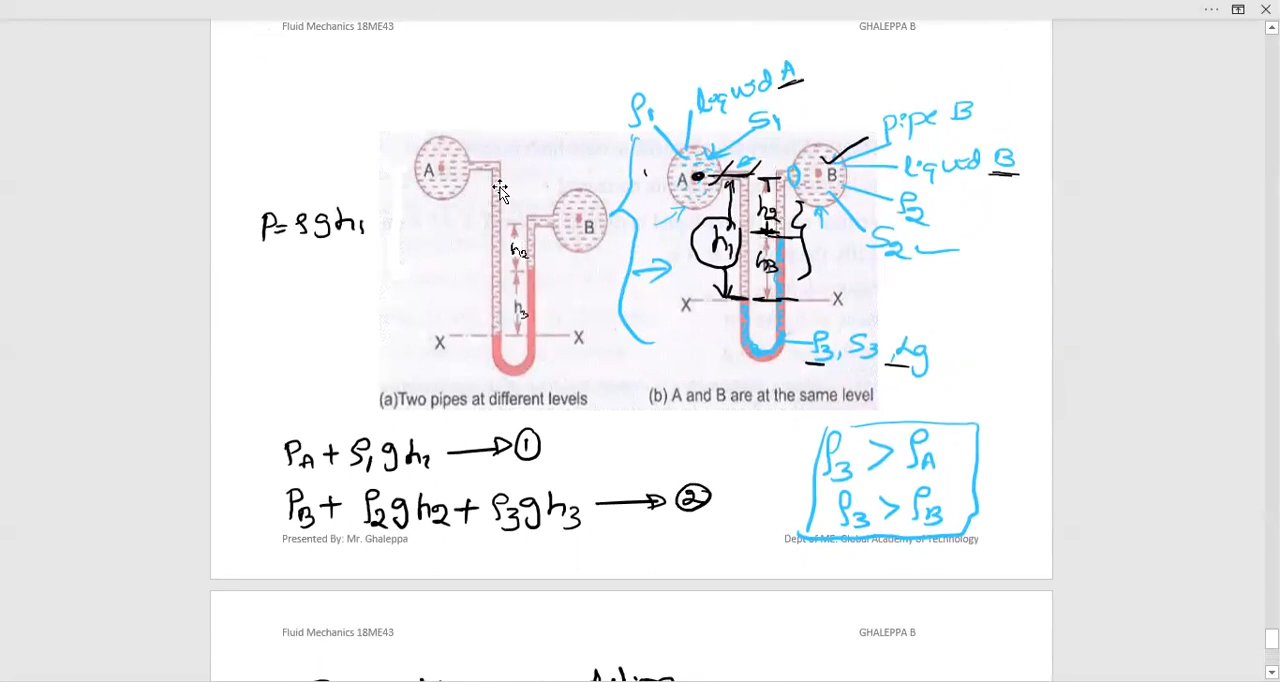 Fluid Mechanics 18ME43
GHALEPPA B
liquid A
ρ1
S1
pipe B
liquid B
ρ2
S2
A
B
h2
h3
X
X
P= ρgh1
A
B
h2
h1
h3
X
X
ρ3, S3, Hg
(a)Two pipes at different levels
(b) A and B are at the same level
PA + ρ1gh1 → ①
PB + ρ2gh2 + ρ3gh3 → ②
ρ3 > ρA
ρ3 > ρB
Presented By: Mr. Ghaleppa
Dept of ME: Global Academy of Technology
Fluid Mechanics 18ME43
GHALEPPA B